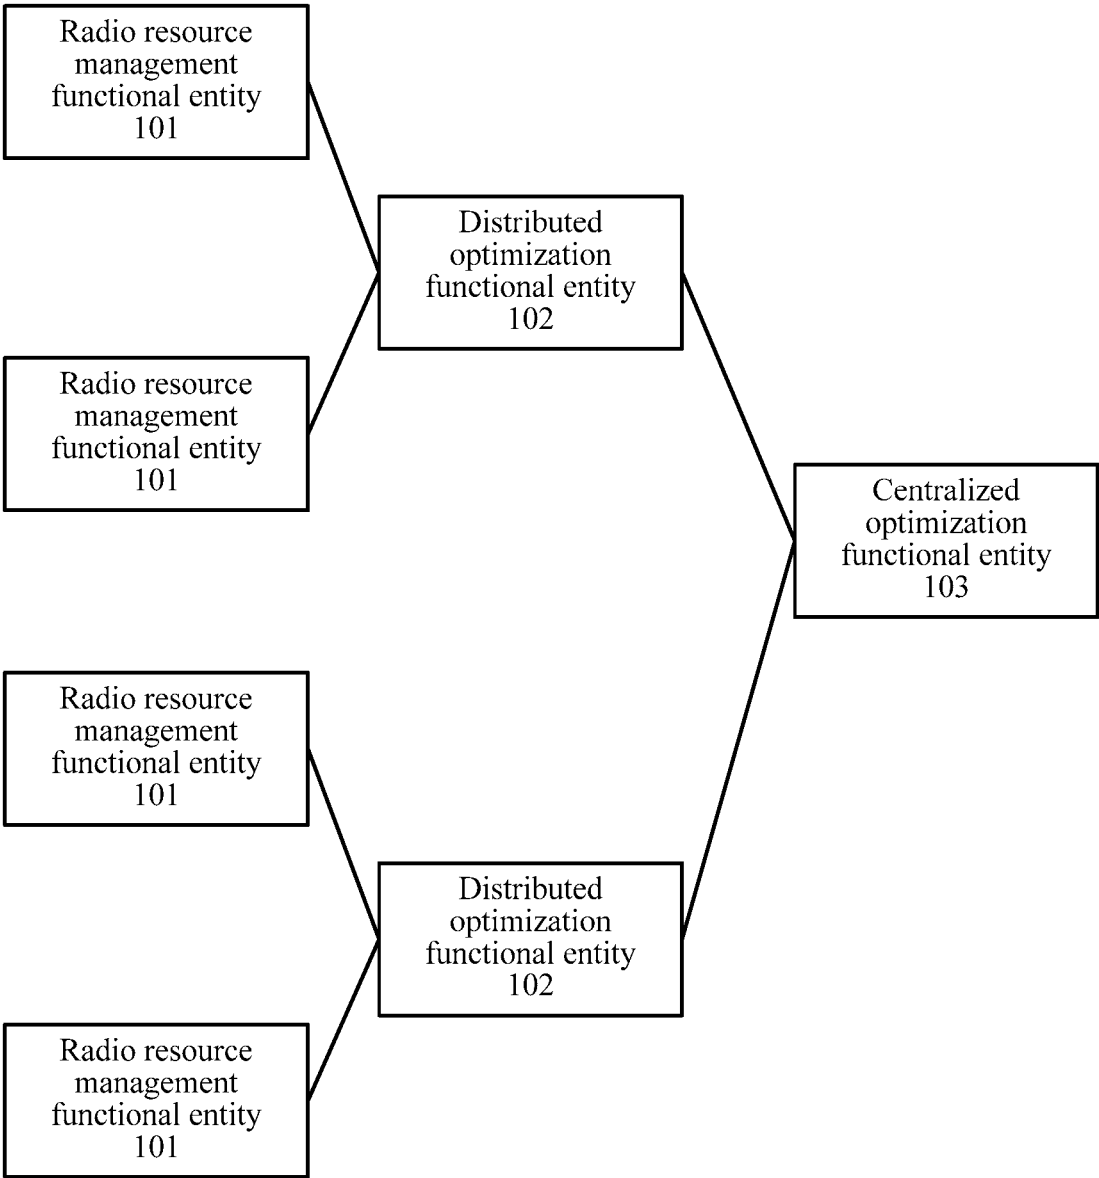 Radio resource
management
functional entity
101
Distributed
optimization
functional entity
102
Radio resource
management
functional entity
101
Centralized
optimization
functional entity
103
Radio resource
management
functional entity
101
Distributed
optimization
functional entity
102
Radio resource
management
functional entity
101